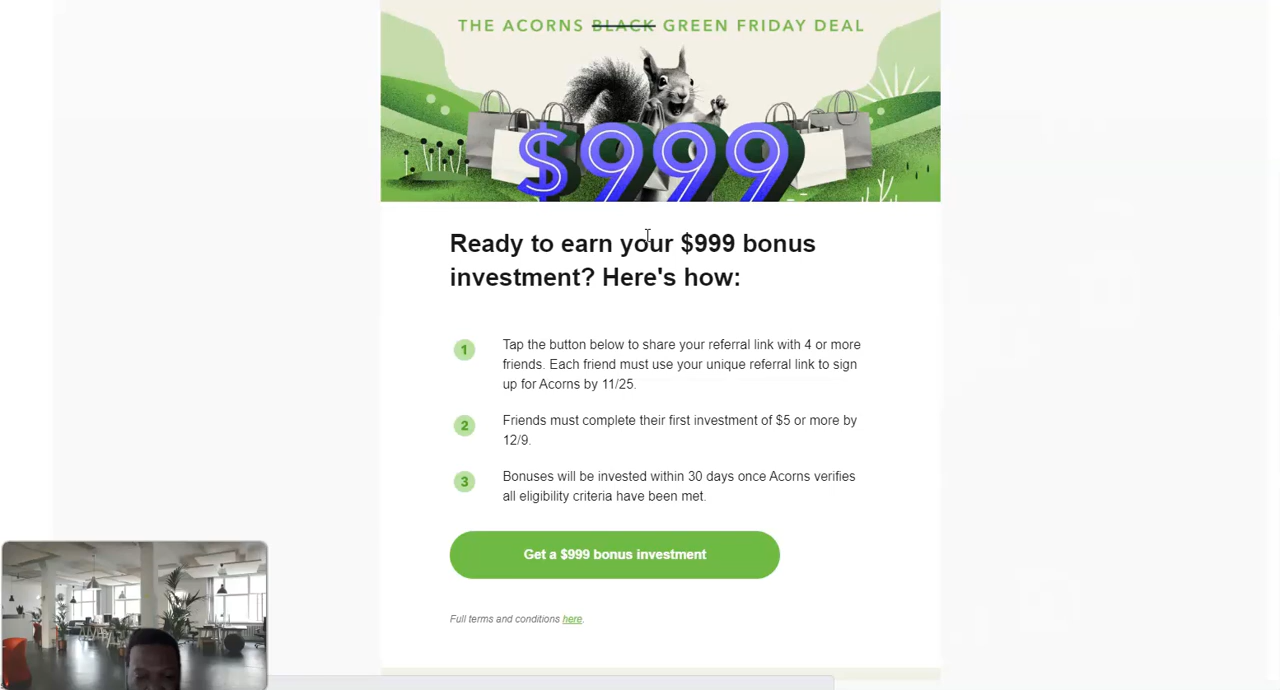 THE ACORNS BLACK GREEN FRIDAY DEAL
$999
Ready to earn your $999 bonus
investment? Here's how:
1
Tap the button below to share your referral link with 4 or more
friends. Each friend must use your unique referral link to sign
up for Acorns by 11/25.
2
Friends must complete their first investment of $5 or more by
12/9.
3
Bonuses will be invested within 30 days once Acorns verifies
all eligibility criteria have been met.
Get a $999 bonus investment
Full terms and conditions here.